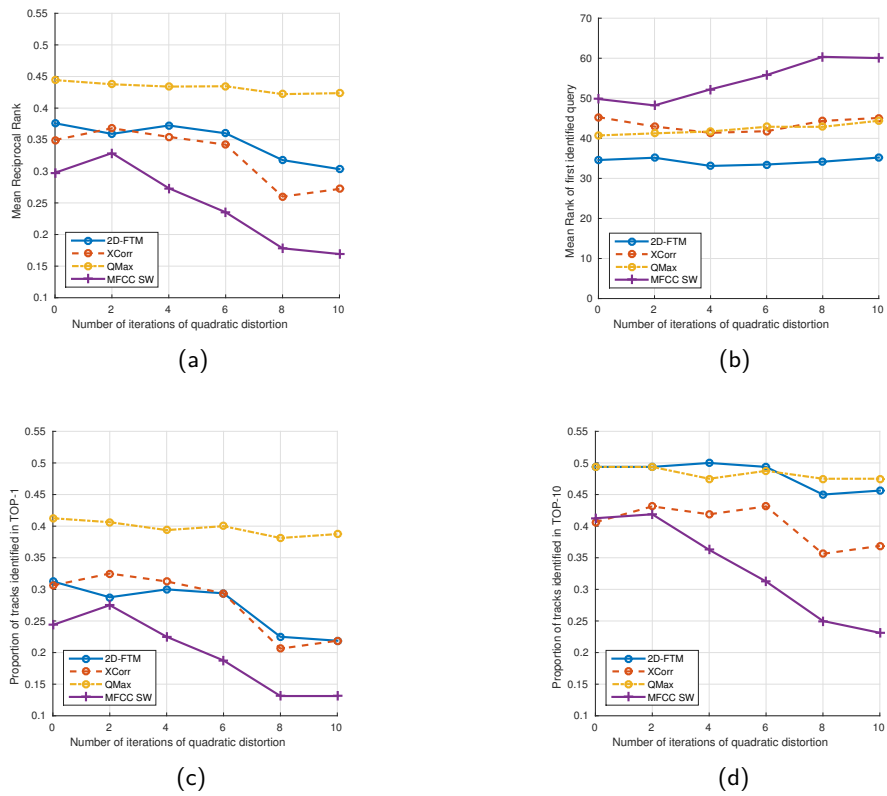 0.55
0.5
0.45
0.4
0.35
0.3
0.25
0.2
0.15
0.1
Mean Reciprocal Rank
2D-FTM
XCorr
QMax
MFCC SW
0 2 4 6 8 10
Number of iterations of quadratic distortion
(a)
70
60
50
40
30
20
10
0
Mean Rank of first identified query
2D-FTM
XCorr
QMax
MFCC SW
0 2 4 6 8 10
Number of iterations of quadratic distortion
(b)
0.55
0.5
0.45
0.4
0.35
0.3
0.25
0.2
0.15
0.1
Proportion of tracks identified in TOP-1
2D-FTM
XCorr
QMax
MFCC SW
0 2 4 6 8 10
Number of iterations of quadratic distortion
(c)
0.55
0.5
0.45
0.4
0.35
0.3
0.25
0.2
0.15
0.1
Proportion of tracks identified in TOP-10
2D-FTM
XCorr
QMax
MFCC SW
0 2 4 6 8 10
Number of iterations of quadratic distortion
(d)